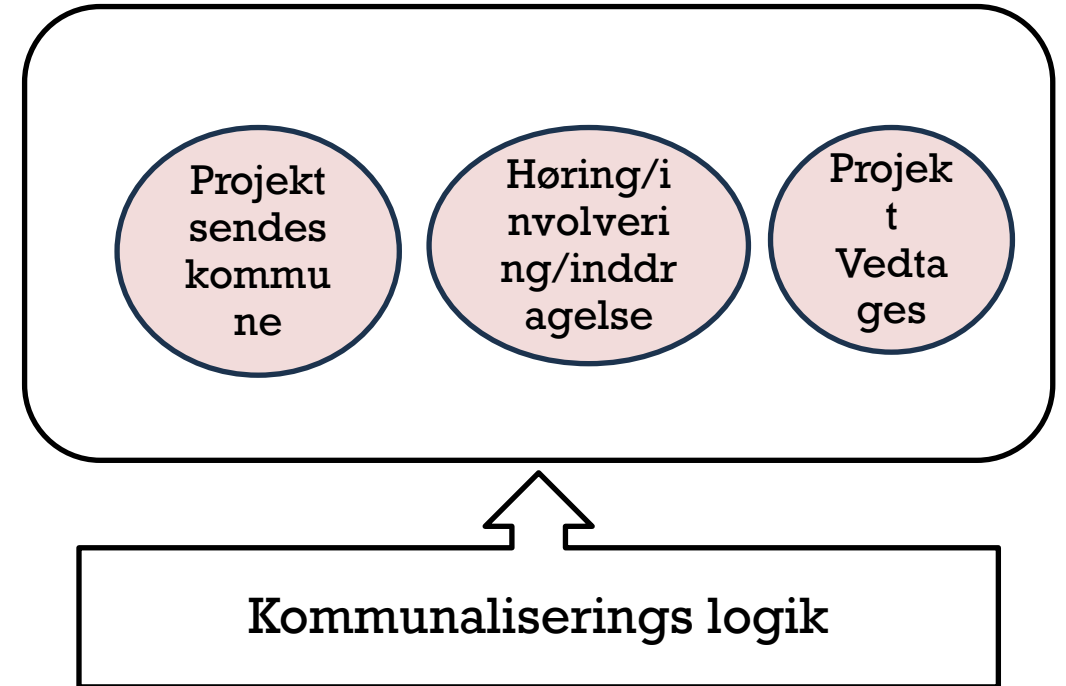 Projekt
sendes
kommu
ne
Høring/i
nvolveri
ng/inddr
agelse
Projek
t
Vedta
ges
Kommunaliserings logik